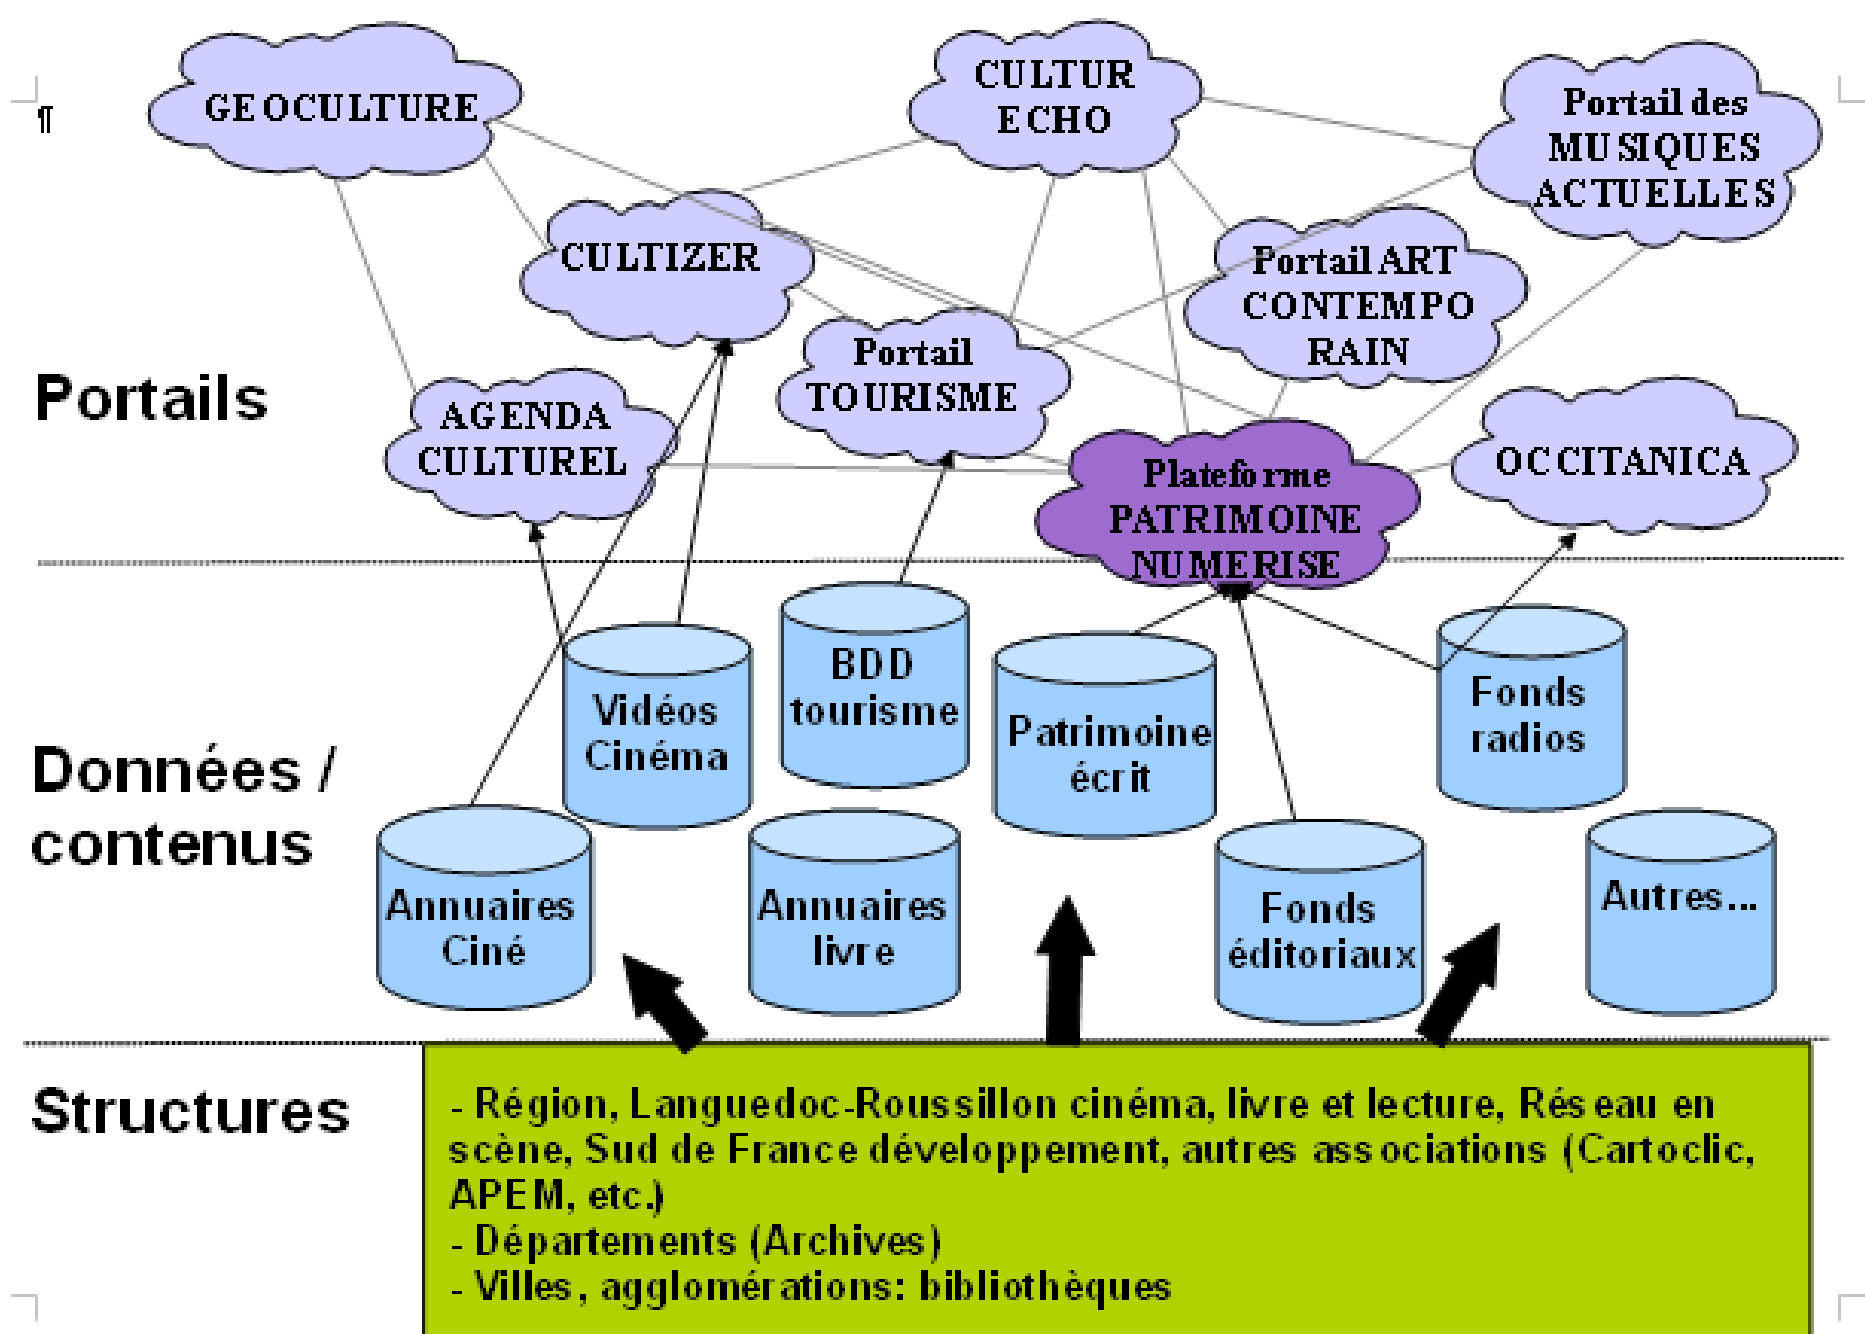 GEOCULTURE
CULTUR
ECHO
Portail des
MUSIQUES
ACTUELLES
¶
CULTIZER
Portail ART
CONTEMPO
RAIN
Portail
TOURISME
Portails
AGENDA
CULTUREL
Plateforme
PATRIMOINE
NUMERISE
OCCITANICA
Données /
contenus
Vidéos
Cinéma
BDD
tourisme
Patrimoine
écrit
Fonds
radios
Annuaires
Ciné
Annuaires
livre
Fonds
éditoriaux
Autres...
Structures
- Région, Languedoc-Roussillon cinéma, livre et lecture, Réseau en
scène, Sud de France développement, autres associations (Cartoclic,
APEM, etc.)
- Départements (Archives)
- Villes, agglomérations: bibliothèques